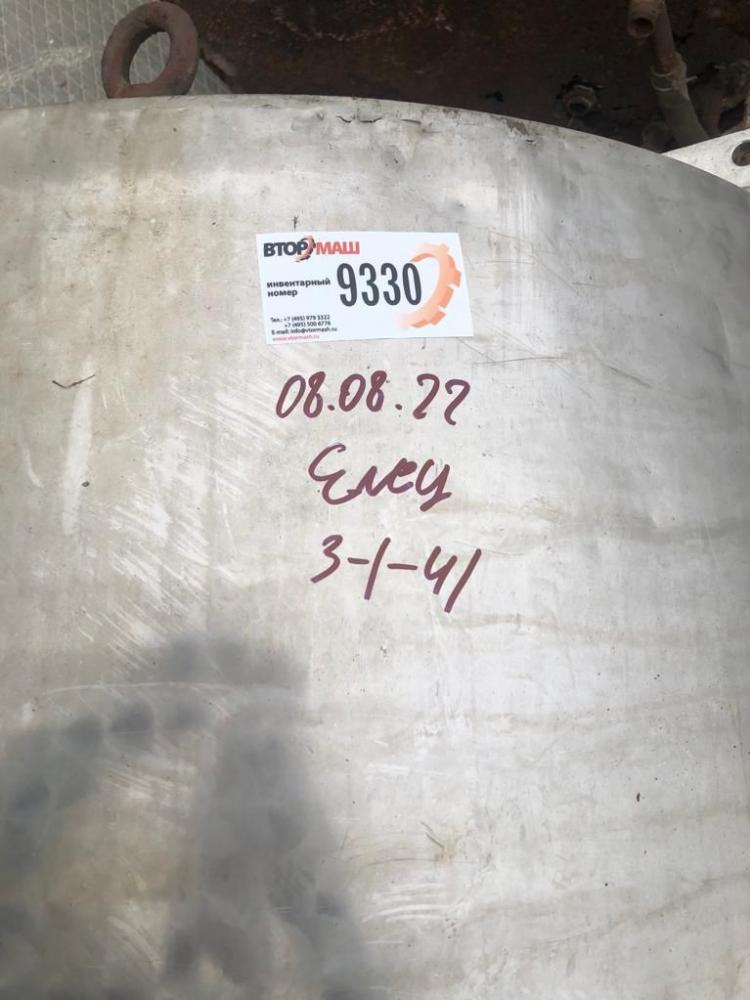 ВТОРМАШ
инвентарный
номер
9330
Тел.: +7 (495) 979 3322
+7 (495) 500 6776
E-mail: info@vtormash.ru
www.vtormash.ru
08.08.22
Елец
3-1-41